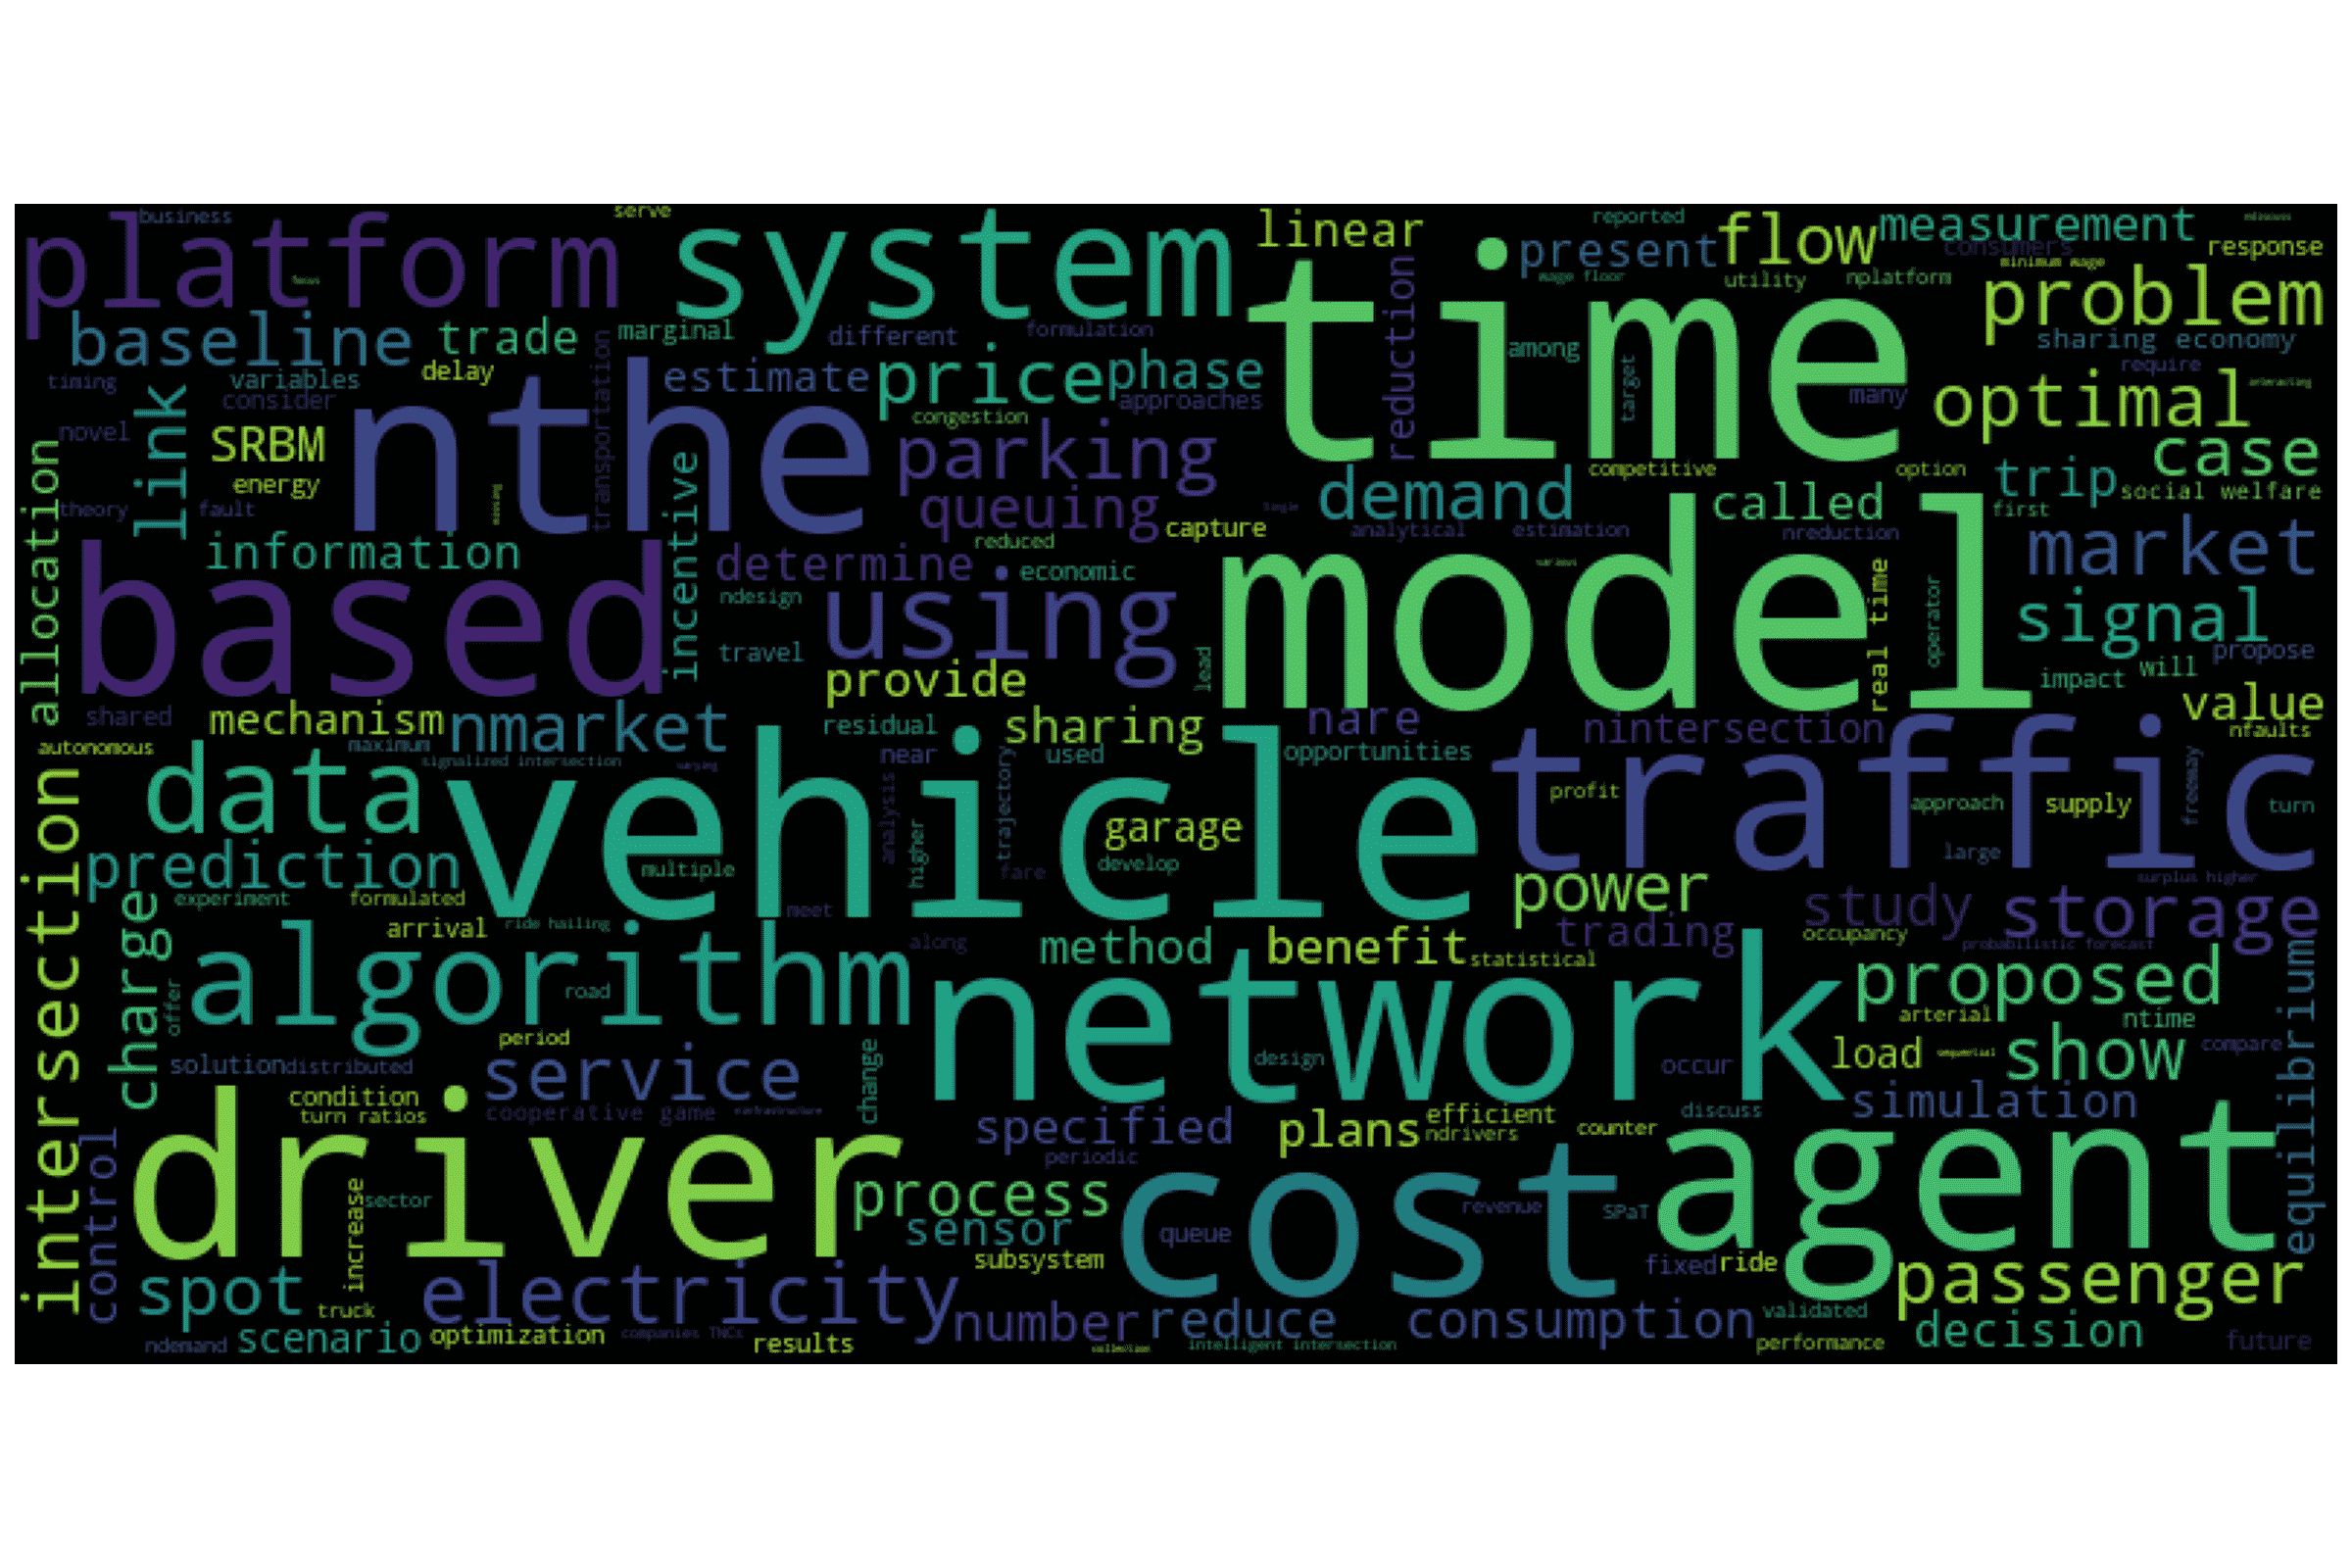 business
serve
platform
system
linear
reported
present
flow
measurement
consumers
response
time
minimum wage
wage floor
utility
nplatform
problem
baseline
trade
marginal
different
formulation
reduction
among
sharing economy
timing
variables
delay
transportation
estimate
price
phase
target
require
consider
approaches
many
optimal
novel
link
SRBM
nthe
congestion
parking
case
energy
incentive
competitive
option
trip
social welfare
theory
fault
queuing
capture
demand
called
first
allocation
information
reduced
analytical
estimation
nreduction
market
based
determine
economic
model
real time
operator
ndesign
using
signal
travel
lead
propose
provide
impact
will
shared
mechanism
nmarket
residual
sharing
nare
nintersection
value
nfaults
autonomous
maximum
signalized intersection
near
used
opportunities
intersection
data
vehicle
analysis
trajectory
traffic
profit
approach
supply
freeway
turn
prediction
multiple
higher
garage
develop
fare
large
experiment
formulated
power
surplus higher
charge
arrival
ride hailing
meet
study
storage
along
method
benefit
statistical
trading
occupancy
probabilistic forecast
algorithm
network
offer
road
proposed
equilibrium
period
arterial
ntime
solution
distributed
service
change
design
occur
load
show
compare
condition
turn ratios
cooperative game
simulation
driver
specified
plans
efficient
ndrivers
counter
discuss
agent
control
periodic
cost
increase
sector
process
sensor
queue
revenue
SPaT
subsystem
fixed
ride
passenger
spot
truck
electricity
number
reduce
consumption
validated
decision
ndemand
scenario
optimization
companies TNCs
results
intelligent intersection
performance
future